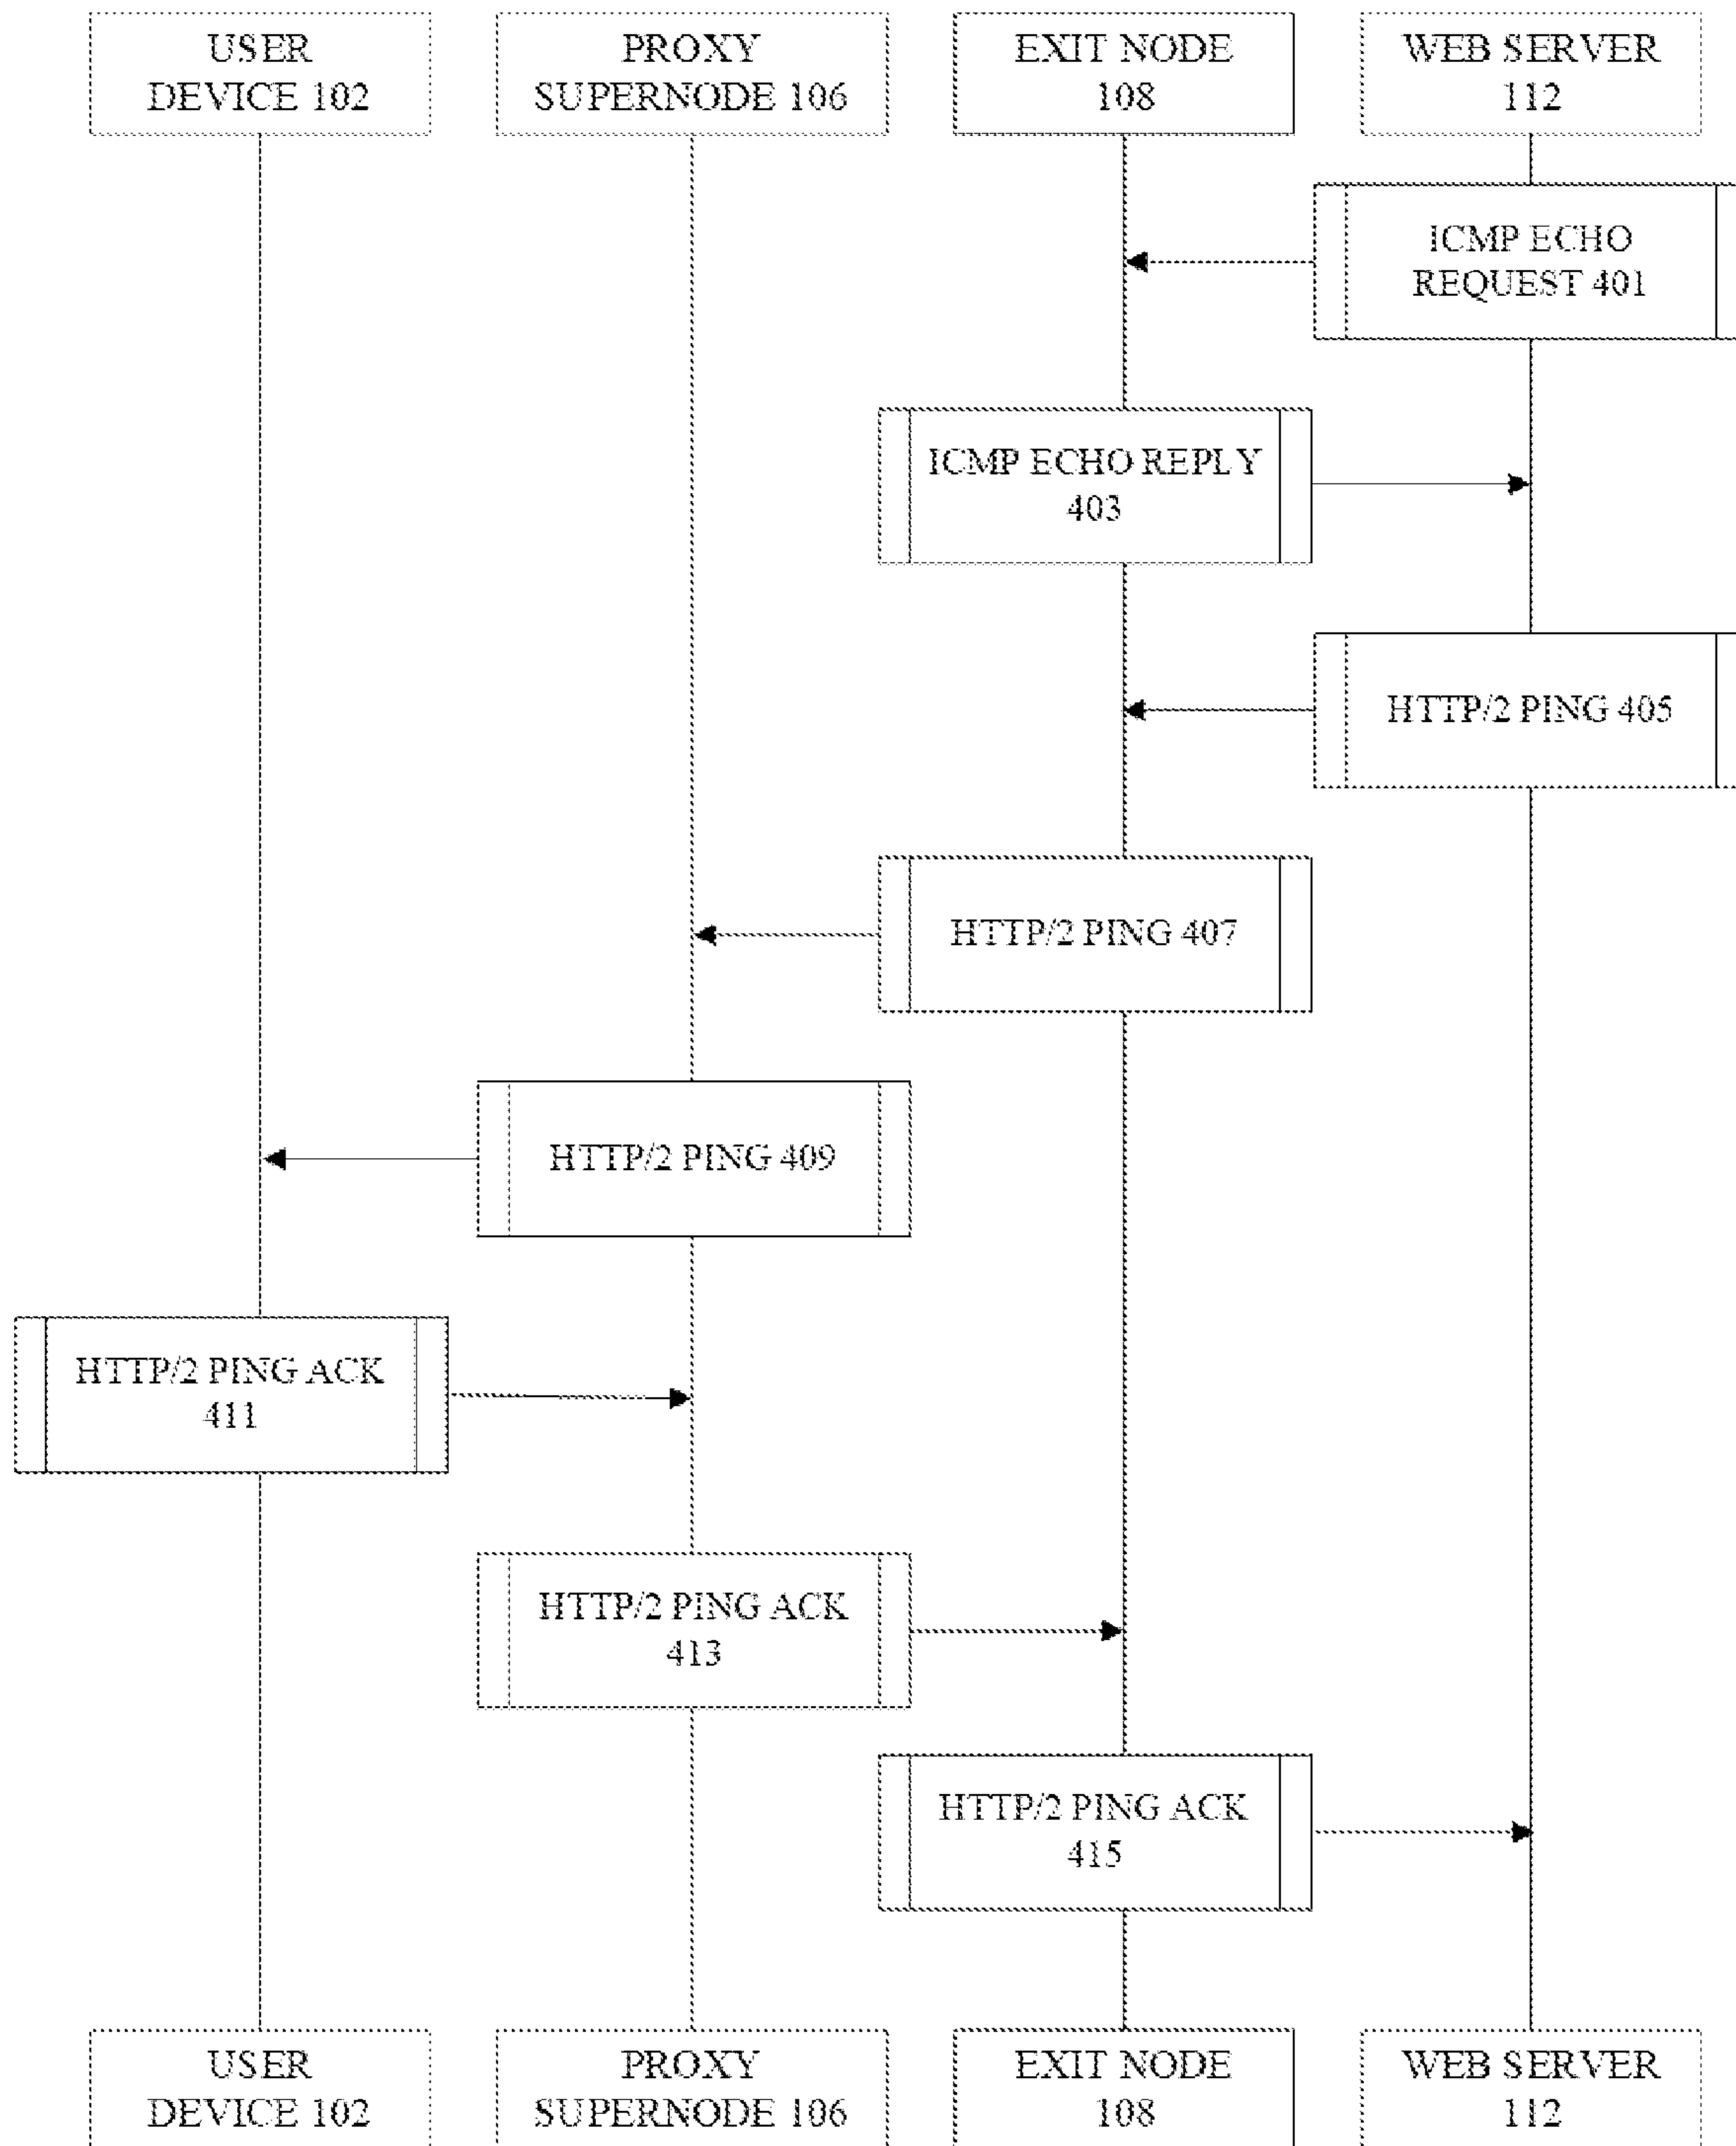 USER
DEVICE 102
PROXY
SUPERNODE 106
EXIT NODE
108
WEB SERVER
112
ICMP ECHO
REQUEST 401
ICMP ECHO REPLY
403
HTTP/2 PING 405
HTTP/2 PING 407
HTTP/2 PING 409
HTTP/2 PING ACK
411
HTTP/2 PING ACK
413
HTTP/2 PING ACK
415
USER
DEVICE 102
PROXY
SUPERNODE 106
EXIT NODE
108
WEB SERVER
112